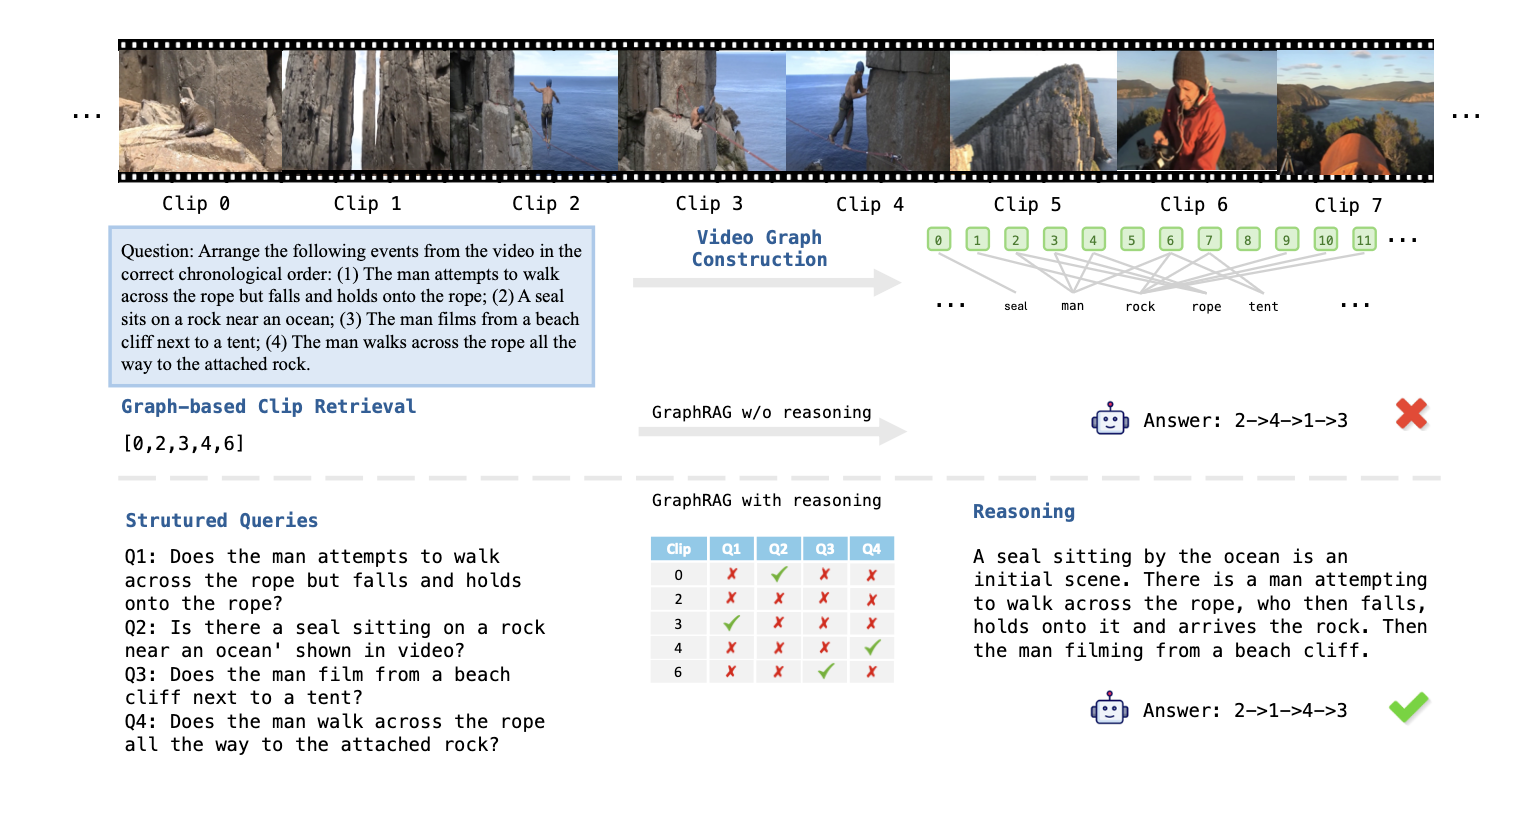 ...
...
Clip 0
Clip 1
Clip 2
Clip 3
Clip 4
Clip 5
Clip 6
Clip 7
Question: Arrange the following events from the video in the
correct chronological order: (1) The man attempts to walk
across the rope but falls and holds onto the rope; (2) A seal
sits on a rock near an ocean; (3) The man films from a beach
cliff next to a tent; (4) The man walks across the rope all the
way to the attached rock.
Video Graph
Construction
0 1 2 3 4 5 6 7 8 9 10 11 ...
... seal man rock rope tent ...
Graph-based Clip Retrieval
[0,2,3,4,6]
GraphRAG w/o reasoning
Answer: 2->4->1->3
Strutured Queries
Q1: Does the man attempts to walk
across the rope but falls and holds
onto the rope?
Q2: Is there a seal sitting on a rock
near an ocean' shown in video?
Q3: Does the man film from a beach
cliff next to a tent?
Q4: Does the man walk across the rope
all the way to the attached rock?
GraphRAG with reasoning
Clip Q1 Q2 Q3 Q4
0 ✗ ✓ ✗ ✗
2 ✗ ✗ ✗ ✗
3 ✓ ✗ ✗ ✗
4 ✗ ✗ ✗ ✓
6 ✗ ✗ ✓ ✗
Reasoning
A seal sitting by the ocean is an
initial scene. There is a man attempting
to walk across the rope, who then falls,
holds onto it and arrives the rock. Then
the man filming from a beach cliff.
Answer: 2->1->4->3